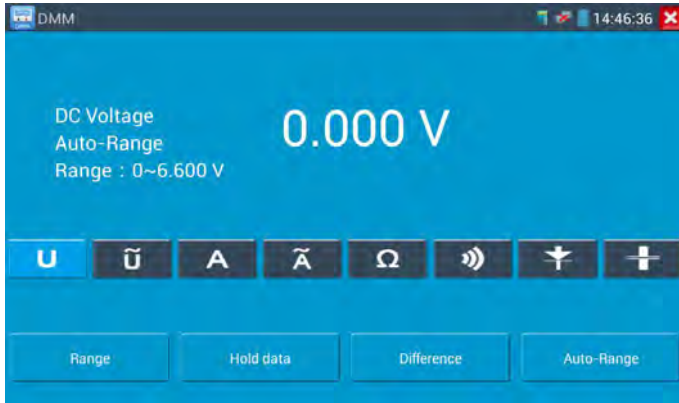 DMM
14:46:36
DC Voltage
Auto-Range
Range : 0~6.600 V
0.000 V
U Ũ A Ã Ω
Range Hold data Difference Auto-Range